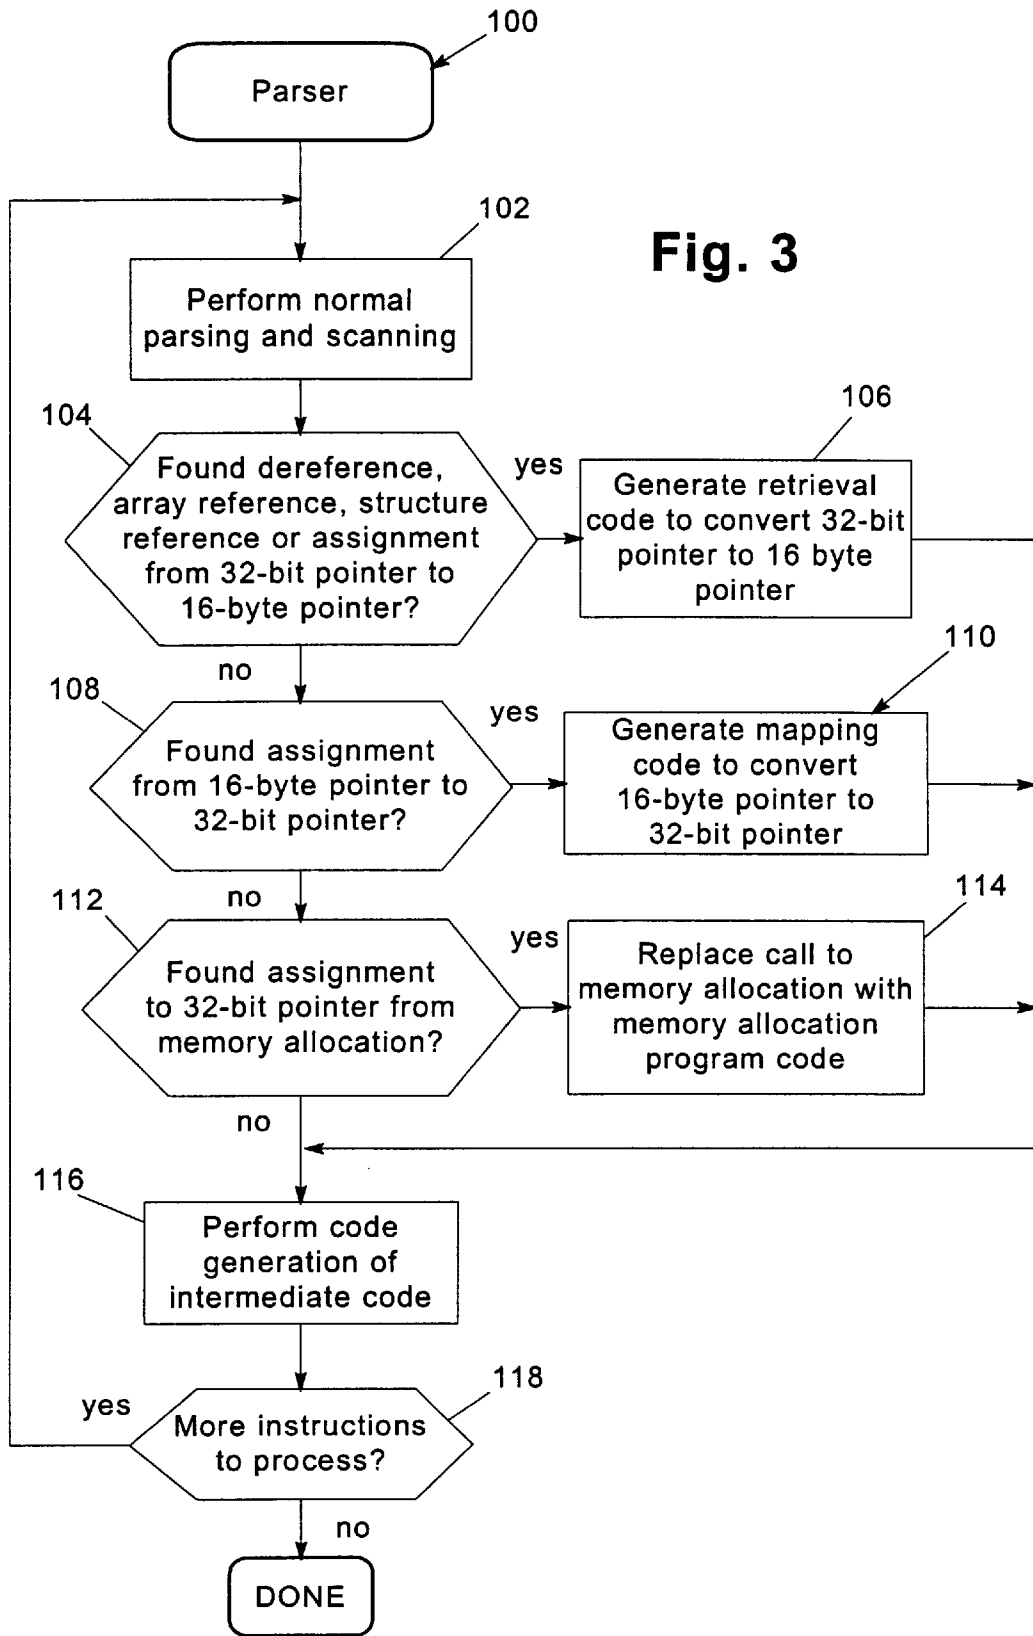 100
Parser
102
Fig. 3
Perform normal
parsing and scanning
104
106
Found dereference,
array reference, structure
reference or assignment
from 32-bit pointer to
16-byte pointer?
yes
Generate retrieval
code to convert 32-bit
pointer to 16 byte
pointer
no
110
108
yes
Found assignment
from 16-byte pointer to
32-bit pointer?
Generate mapping
code to convert
16-byte pointer to
32-bit pointer
no
112
114
yes
Found assignment
to 32-bit pointer from
memory allocation?
Replace call to
memory allocation with
memory allocation
program code
no
116
Perform code
generation of
intermediate code
118
yes
More instructions
to process?
no
DONE